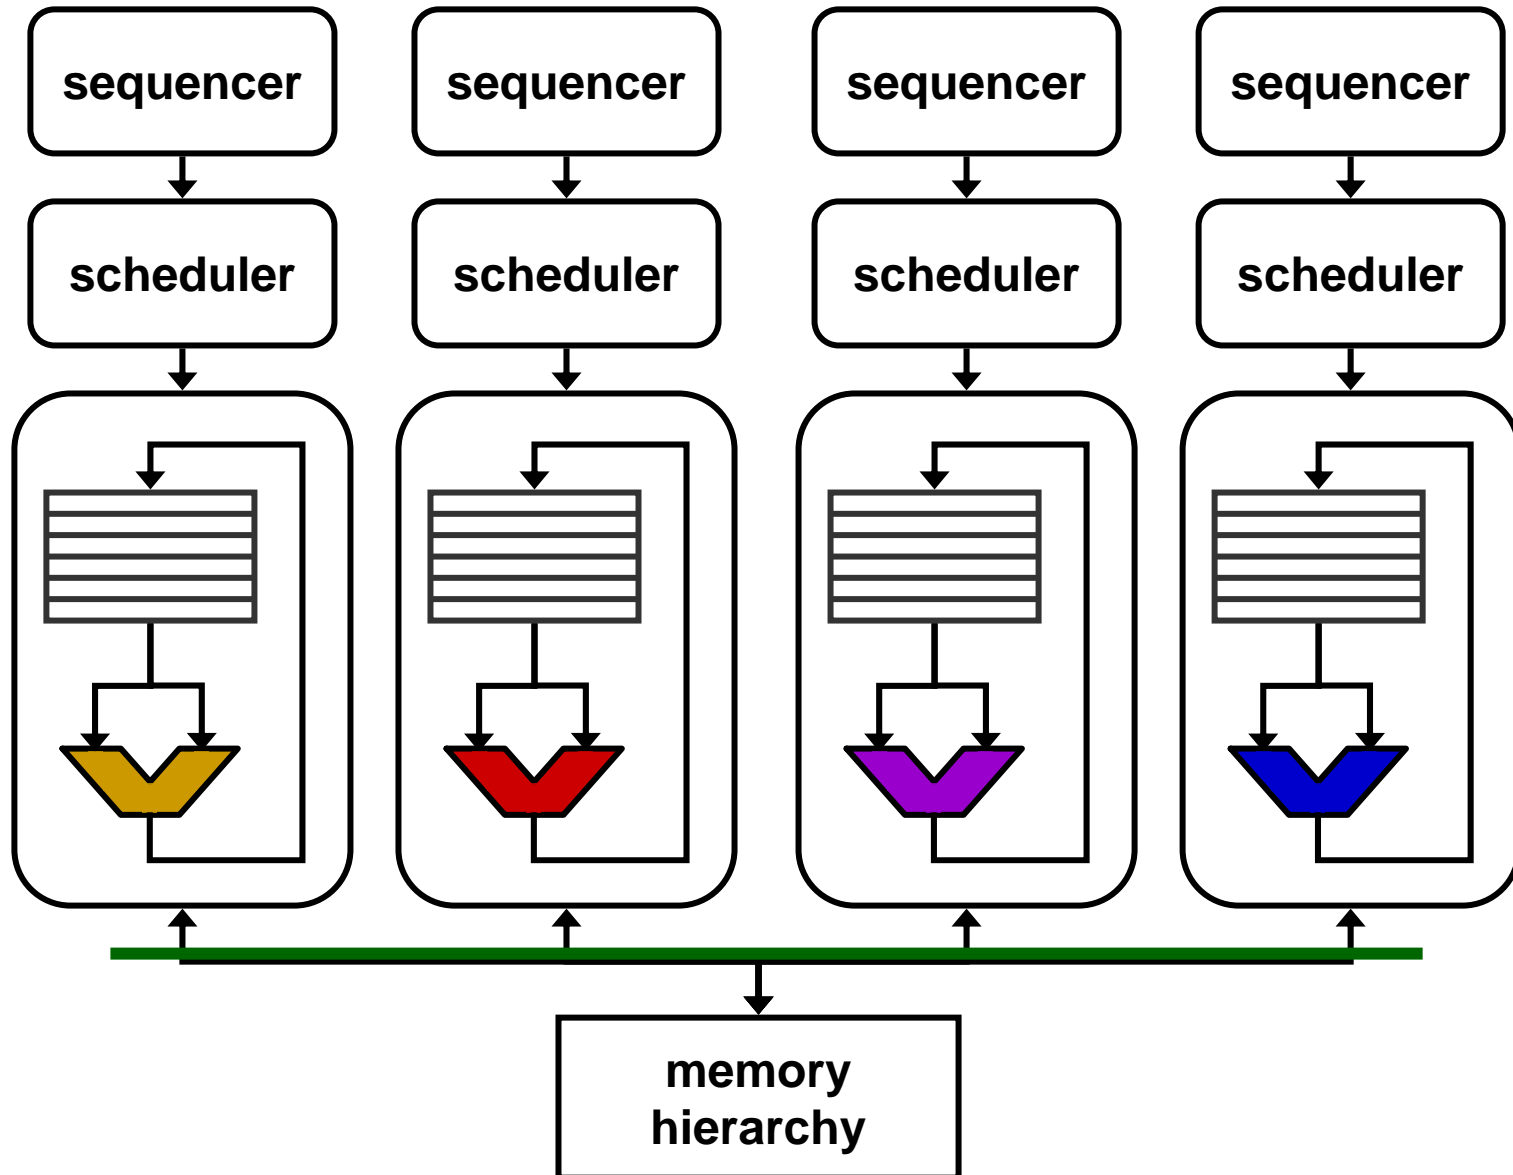 sequencer
sequencer
sequencer
sequencer
scheduler
scheduler
scheduler
scheduler
memory
hierarchy